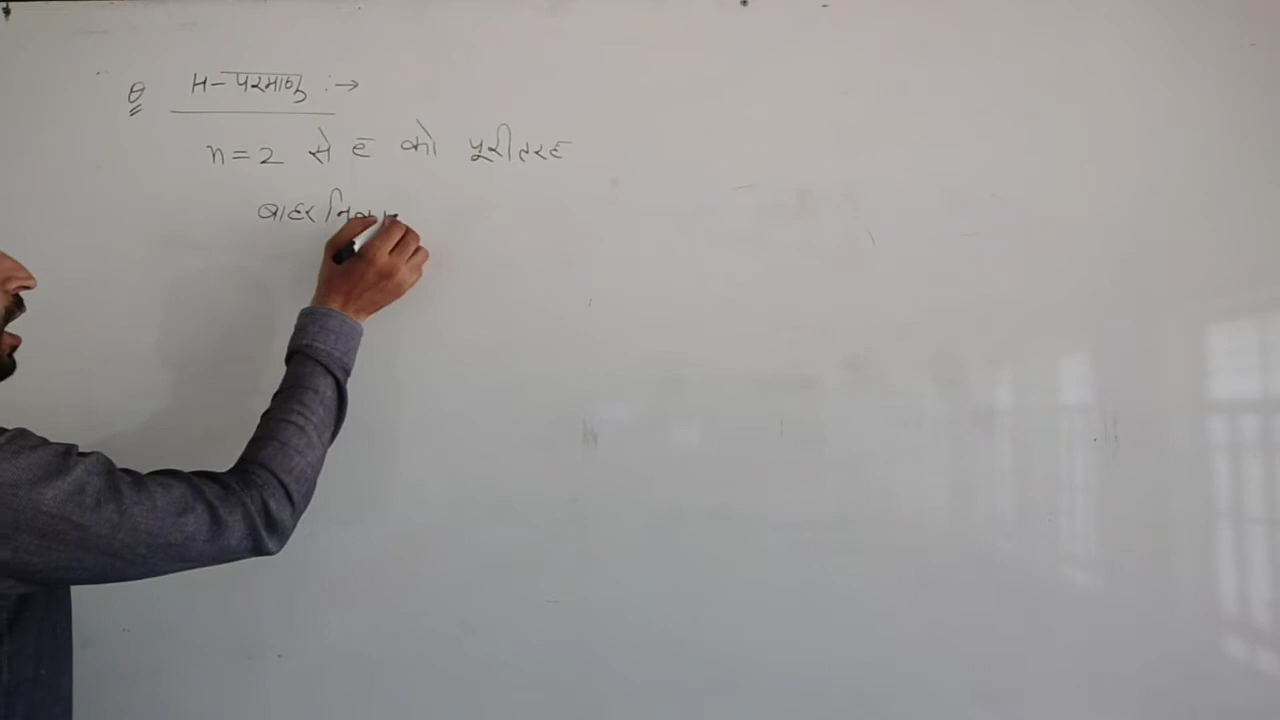 Q H-परमाणु :→
n=2 से e̅ को पूरी तरह
बाहर